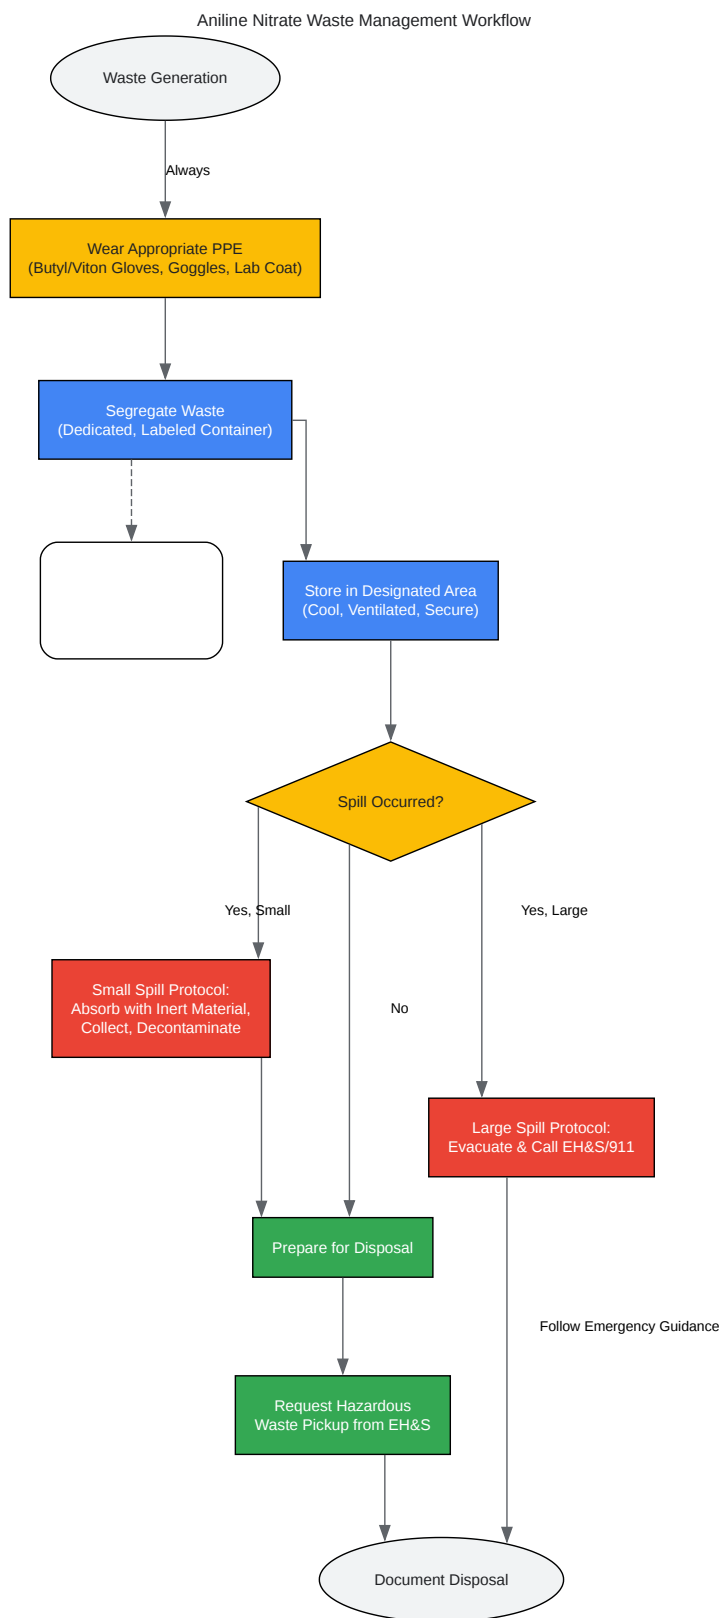 Aniline Nitrate Waste Management Workflow
Waste Generation
Always
Wear Appropriate PPE
(Butyl/Viton Gloves, Goggles, Lab Coat)
Segregate Waste
(Dedicated, Labeled Container)
Store in Designated Area
(Cool, Ventilated, Secure)
Spill Occurred?
Yes, Small
Yes, Large
Small Spill Protocol:
Absorb with Inert Material,
Collect, Decontaminate
No
Large Spill Protocol:
Evacuate & Call EH&S/911
Prepare for Disposal
Follow Emergency Guidance
Request Hazardous
Waste Pickup from EH&S
Document Disposal